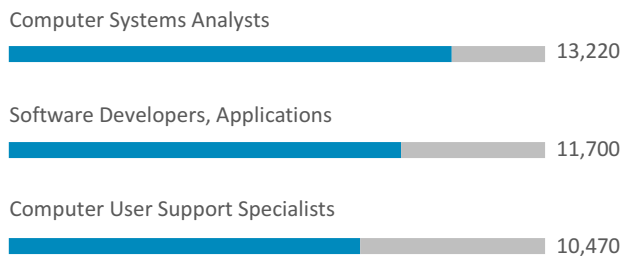 Computer Systems Analysts
13,220
Software Developers, Applications
11,700
Computer User Support Specialists
10,470